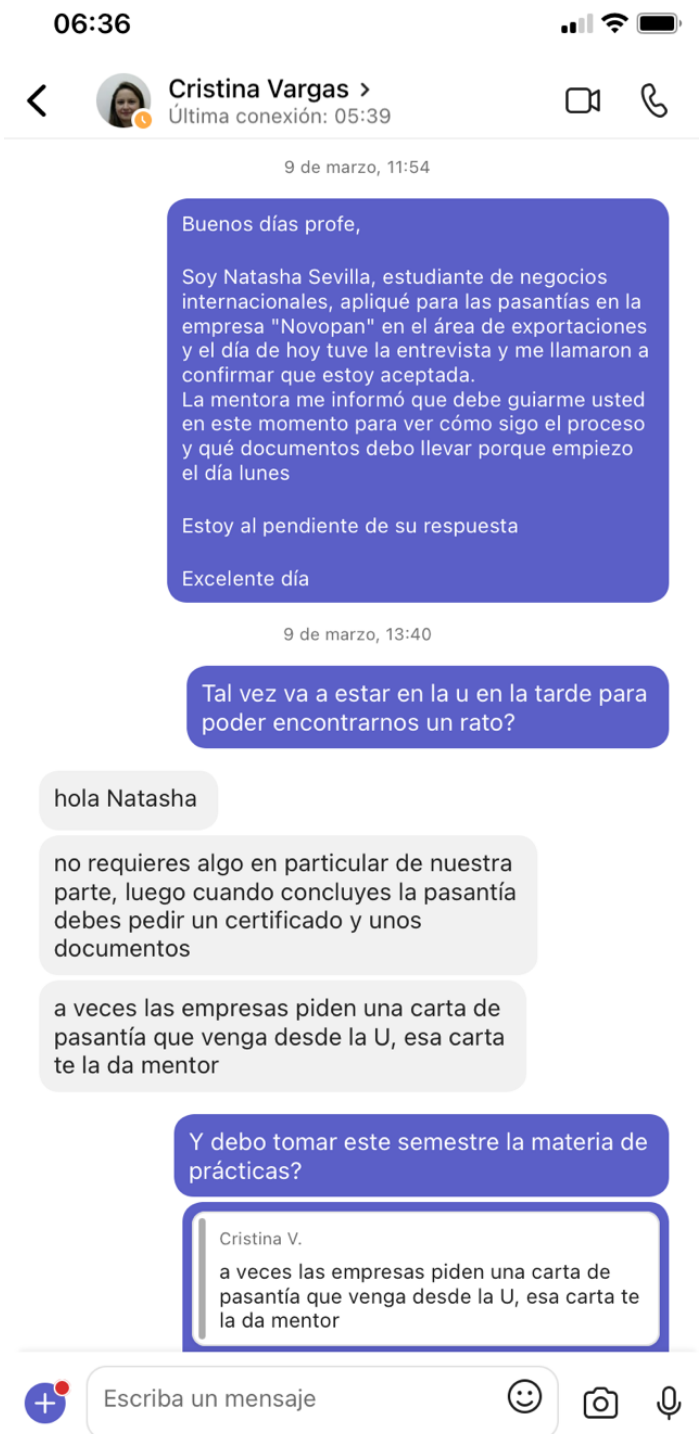 06:36
Cristina Vargas >
Última conexión: 05:39
9 de marzo, 11:54
Buenos días profe,
Soy Natasha Sevilla, estudiante de negocios
internacionales, apliqué para las pasantías en la
empresa "Novopan" en el área de exportaciones
y el día de hoy tuve la entrevista y me llamaron a
confirmar que estoy aceptada.
La mentora me informó que debe guiarme usted
en este momento para ver cómo sigo el proceso
y qué documentos debo llevar porque empiezo
el día lunes
Estoy al pendiente de su respuesta
Excelente día
9 de marzo, 13:40
Tal vez va a estar en la u en la tarde para
poder encontrarnos un rato?
hola Natasha
no requieres algo en particular de nuestra
parte, luego cuando concluyes la pasantía
debes pedir un certificado y unos
documentos
a veces las empresas piden una carta de
pasantía que venga desde la U, esa carta
te la da mentor
Y debo tomar este semestre la materia de
prácticas?
Cristina V.
a veces las empresas piden una carta de
pasantía que venga desde la U, esa carta te
la da mentor
Escriba un mensaje